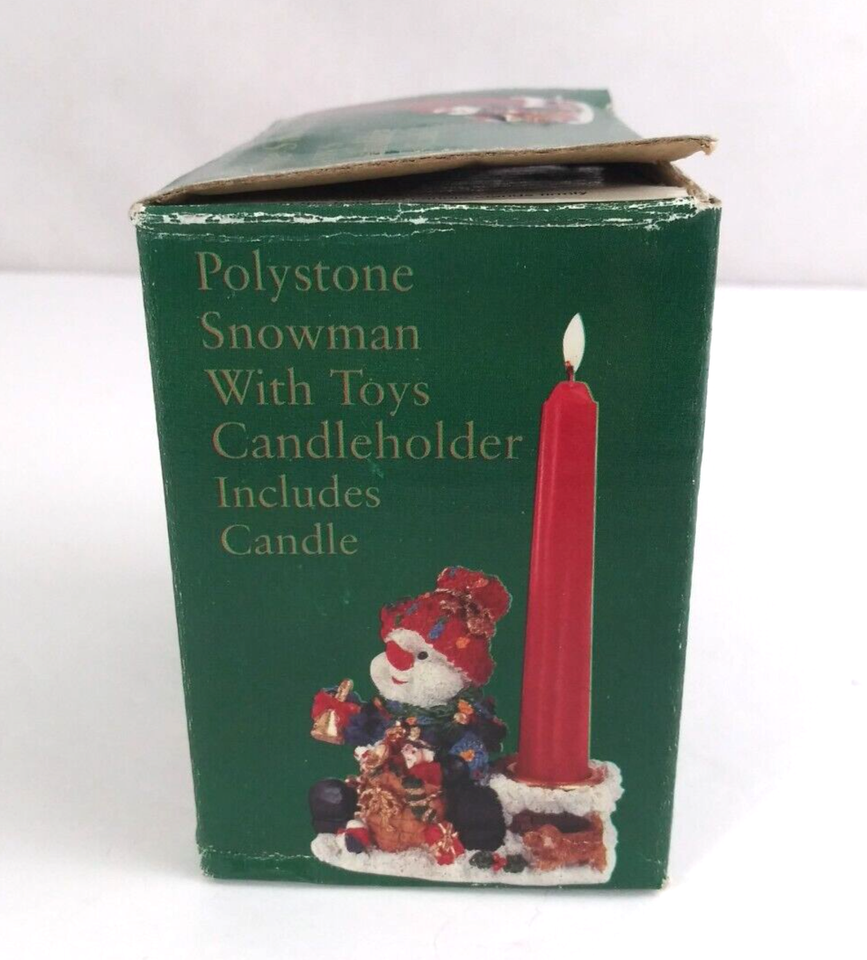 Polystone
Snowman
With Toys
Candleholder
Includes
Candle